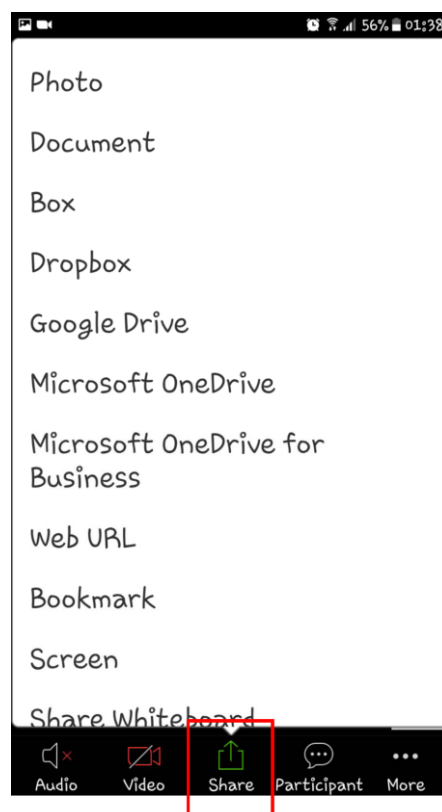 56% 01:38
Photo
Document
Box
Dropbox
Google Drive
Microsoft OneDrive
Microsoft OneDrive for
Business
Web URL
Bookmark
Screen
Share Whiteboard
Audio Video Share Participant More